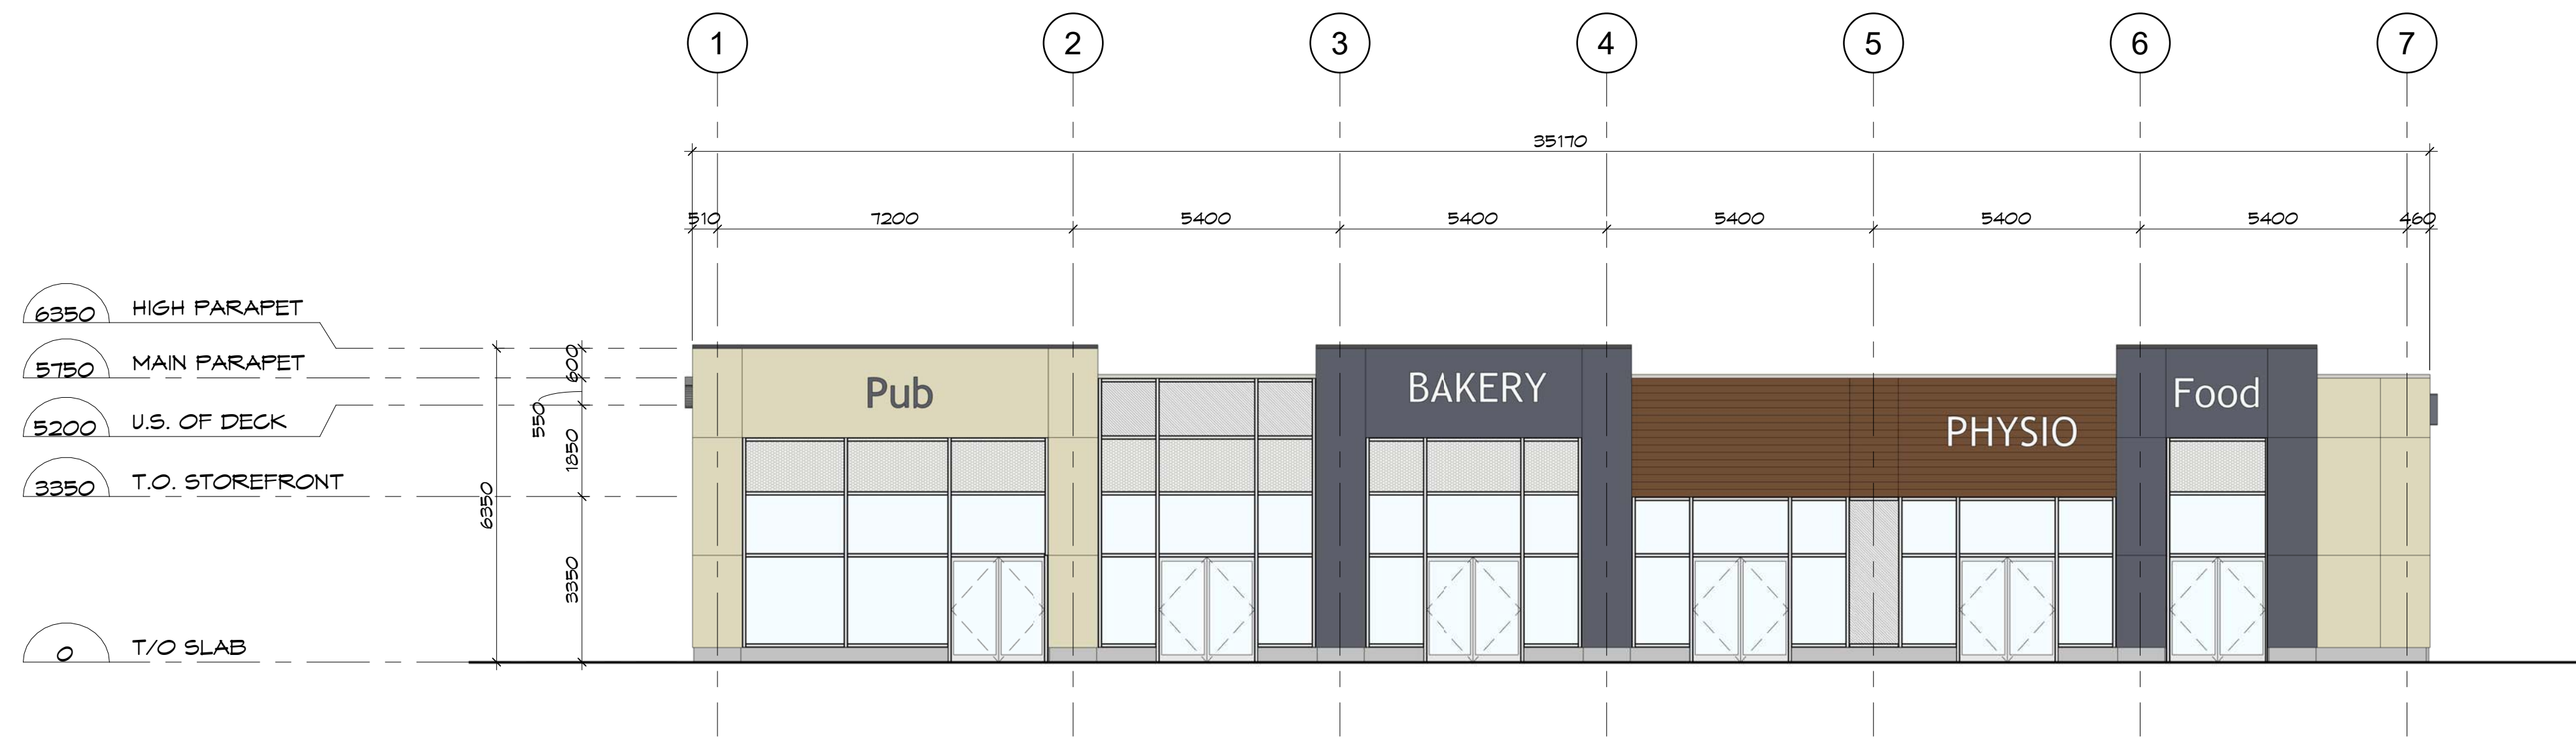 1 2 3 4 5 6 7
35170
510 7200 5400 5400 5400 5400 5400 460
6350 HIGH PARAPET
5750 MAIN PARAPET
5200 U.S. OF DECK
3350 T.O. STOREFRONT
0 T/O SLAB
6350
600
550
1850
3350
Pub
BAKERY
PHYSIO
Food